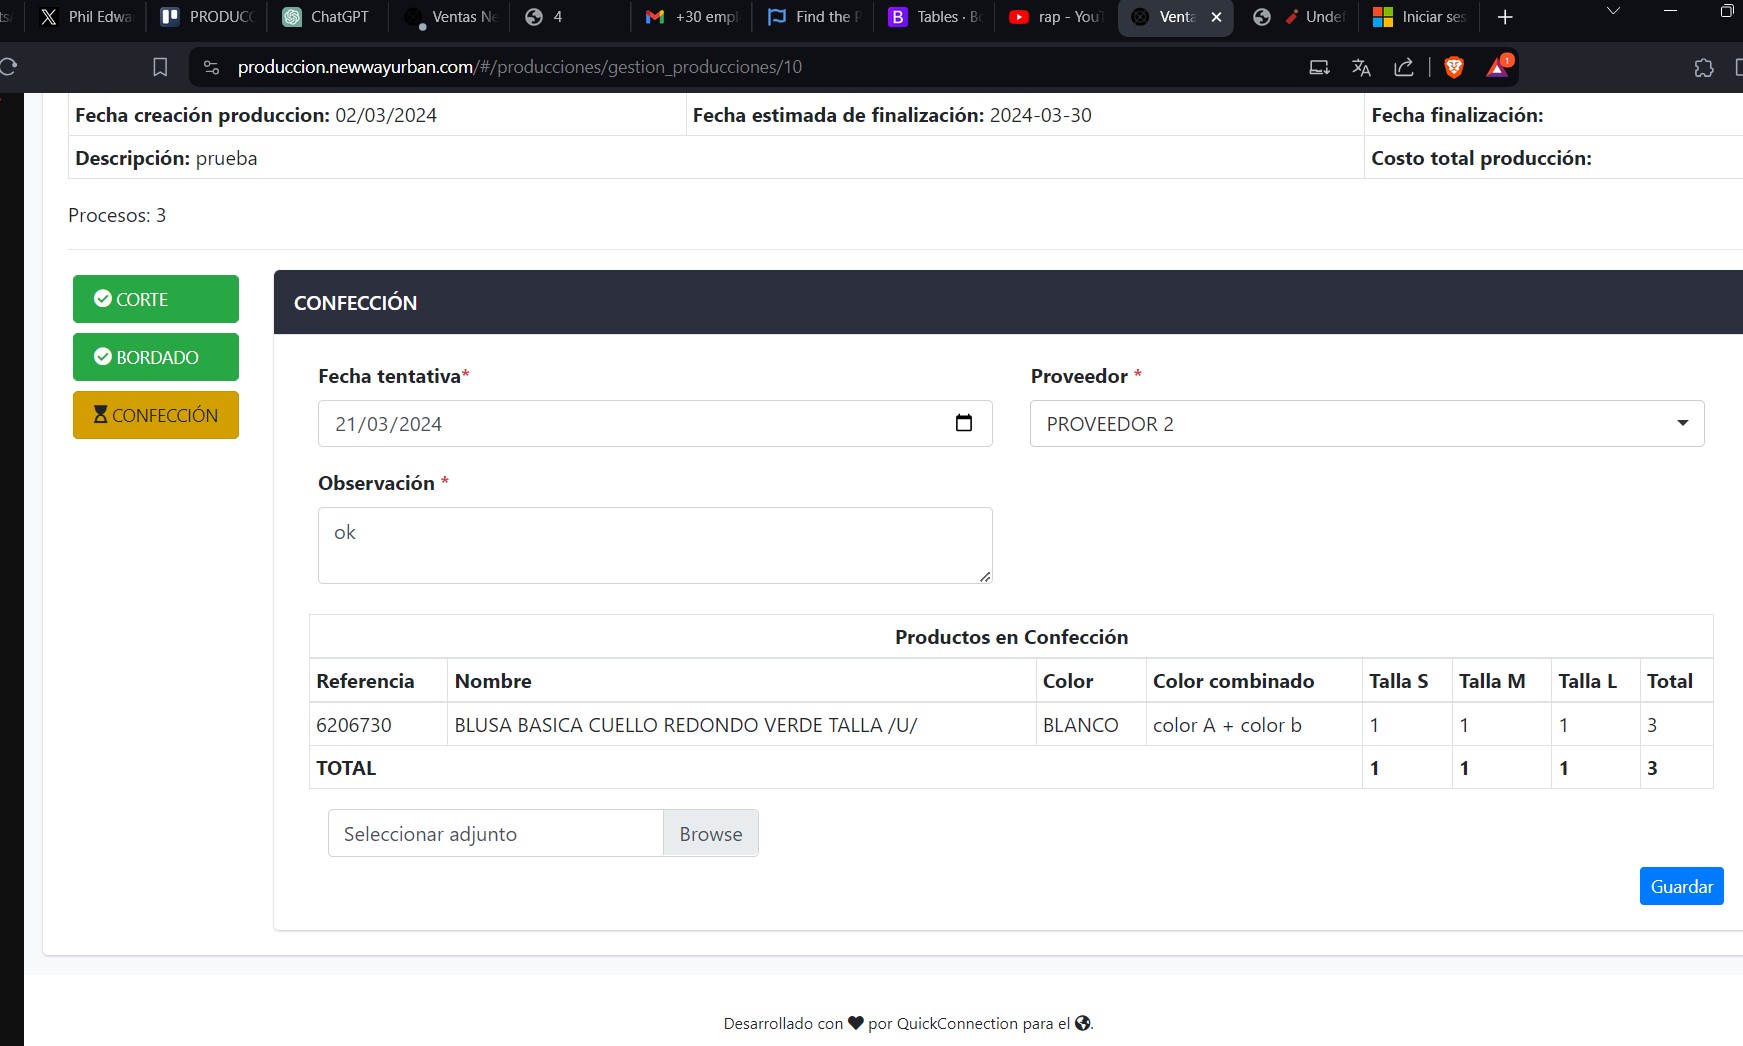 Phil Edwa PRODUCC ChatGPT Ventas Ne 4 +30 empl Find the P B Tables · Bo rap - YouT Venta Undef Iniciar ses
produccion.newwayurban.com/#/producciones/gestion_producciones/10 1
Fecha creación produccion: 02/03/2024 Fecha estimada de finalización: 2024-03-30 Fecha finalización:
Descripción: prueba Costo total producción:
Procesos: 3
CORTE
BORDADO
CONFECCIÓN
CONFECCIÓN
Fecha tentativa* Proveedor *
21/03/2024 PROVEEDOR 2
Observación *
ok
Productos en Confección
Referencia Nombre Color Color combinado Talla S Talla M Talla L Total
6206730 BLUSA BASICA CUELLO REDONDO VERDE TALLA /U/ BLANCO color A + color b 1 1 1 3
TOTAL 1 1 1 3
Seleccionar adjunto Browse
Guardar
Desarrollado con ♥ por QuickConnection para el .